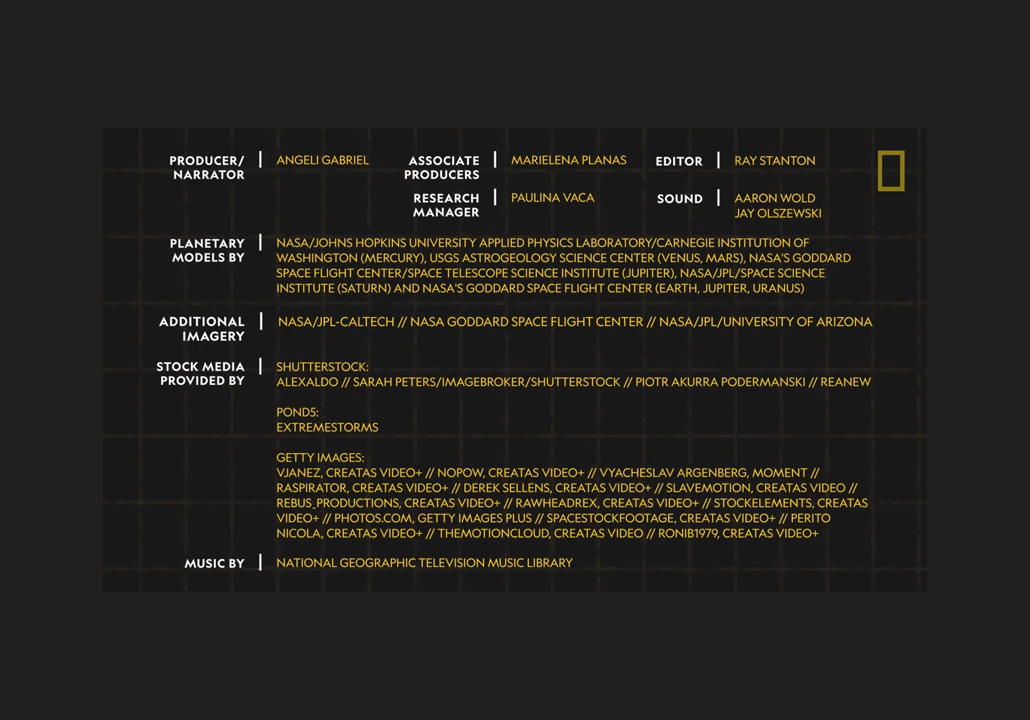 PRODUCER/
NARRATOR
ANGELI GABRIEL
ASSOCIATE
PRODUCERS
MARIELENA PLANAS
EDITOR
RAY STANTON
RESEARCH
MANAGER
PAULINA VACA
SOUND
AARON WOLD
JAY OLSZEWSKI
PLANETARY
MODELS BY
NASA/JOHNS HOPKINS UNIVERSITY APPLIED PHYSICS LABORATORY/CARNEGIE INSTITUTION OF
WASHINGTON (MERCURY), USGS ASTROGEOLOGY SCIENCE CENTER (VENUS, MARS), NASA'S GODDARD
SPACE FLIGHT CENTER/SPACE TELESCOPE SCIENCE INSTITUTE (JUPITER), NASA/JPL/SPACE SCIENCE
INSTITUTE (SATURN) AND NASA'S GODDARD SPACE FLIGHT CENTER (EARTH, JUPITER, URANUS)
ADDITIONAL
IMAGERY
NASA/JPL-CALTECH // NASA GODDARD SPACE FLIGHT CENTER // NASA/JPL/UNIVERSITY OF ARIZONA
STOCK MEDIA
PROVIDED BY
SHUTTERSTOCK:
ALEXALDO // SARAH PETERS/IMAGEBROKER/SHUTTERSTOCK // PIOTR AKURRA PODERMANSKI // REANEW
POND5:
EXTREMESTORMS
GETTY IMAGES:
VJANEZ, CREATAS VIDEO+ // NOPOW, CREATAS VIDEO+ // VYACHESLAV ARGENBERG, MOMENT //
RASPIRATOR, CREATAS VIDEO+ // DEREK SELLENS, CREATAS VIDEO+ // SLAVEMOTION, CREATAS VIDEO //
REBUS_PRODUCTIONS, CREATAS VIDEO+ // RAWHEADREX, CREATAS VIDEO+ // STOCKELEMENTS, CREATAS
VIDEO+ // PHOTOS.COM, GETTY IMAGES PLUS // SPACESTOCKFOOTAGE, CREATAS VIDEO+ // PERITO
NICOLA, CREATAS VIDEO+ // THEMOTIONCLOUD, CREATAS VIDEO // RONIB1979, CREATAS VIDEO+
MUSIC BY
NATIONAL GEOGRAPHIC TELEVISION MUSIC LIBRARY